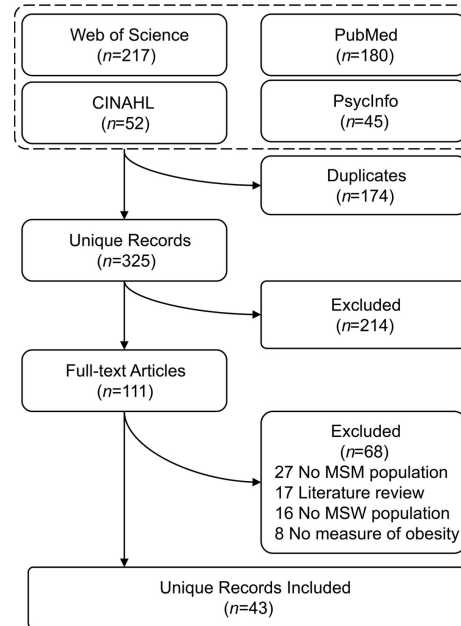 Web of Science
(n=217)
PubMed
(n=180)
CINAHL
(n=52)
PsycInfo
(n=45)
Duplicates
(n=174)
Unique Records
(n=325)
Excluded
(n=214)
Full-text Articles
(n=111)
Excluded
(n=68)
27 No MSM population
17 Literature review
16 No MSW population
8 No measure of obesity
Unique Records Included
(n=43)